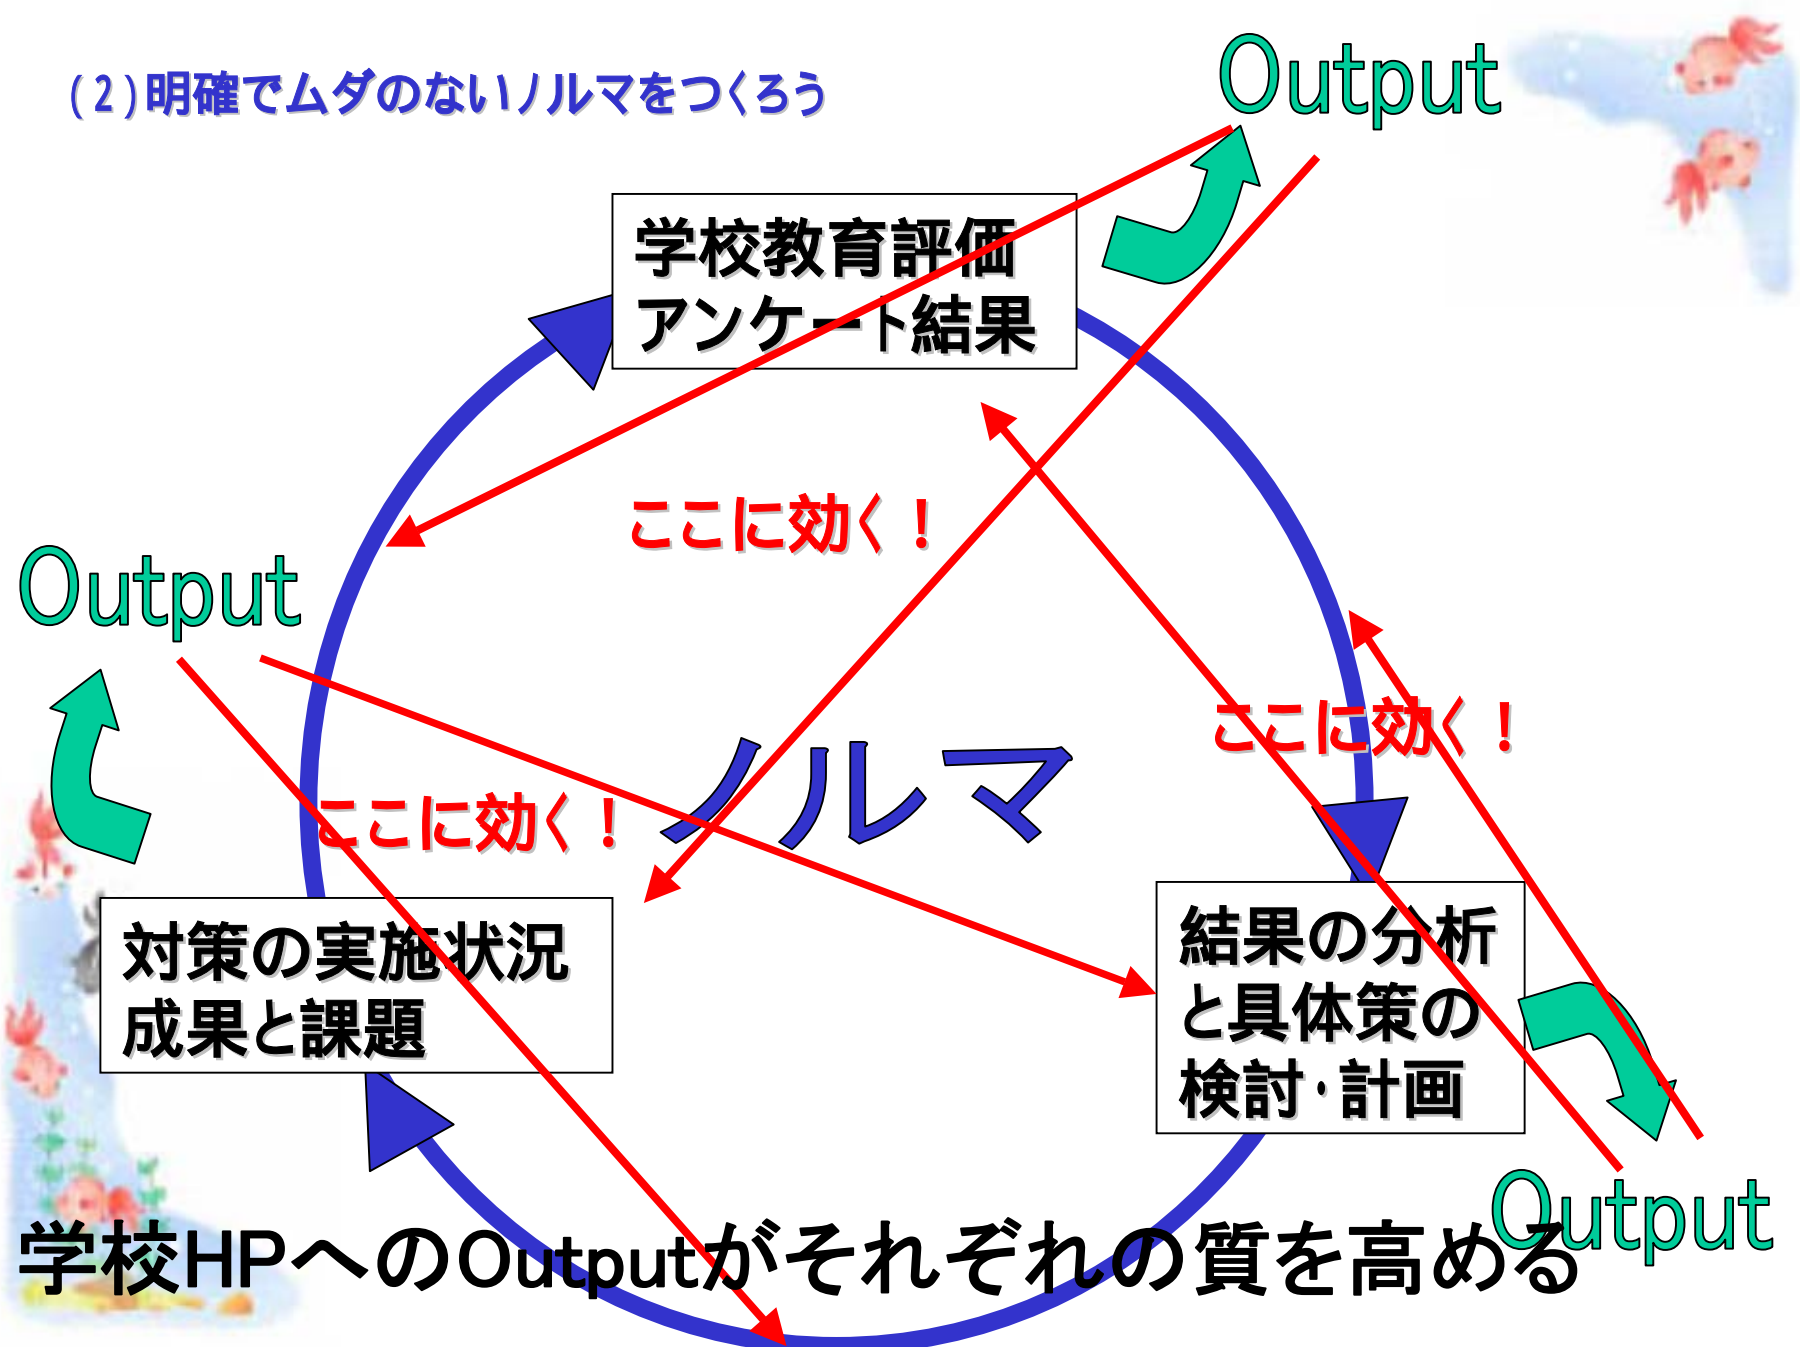 (2)明確でムダのないノルマをつくろう
Output
学校教育評価
アンケート結果
ここに効く!
Output
ここに効く!
ノルマ
ここに効く!
対策の実施状況
成果と課題
結果の分析
と具体策の
検討・計画
Output
学校HPへのOutputがそれぞれの質を高める